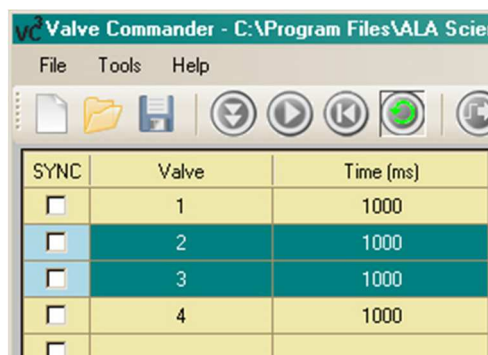 VC3 Valve Commander - C:\Program Files\ALA Scie
File Tools Help
SYNC Valve Time (ms)
1 1000
2 1000
3 1000
4 1000